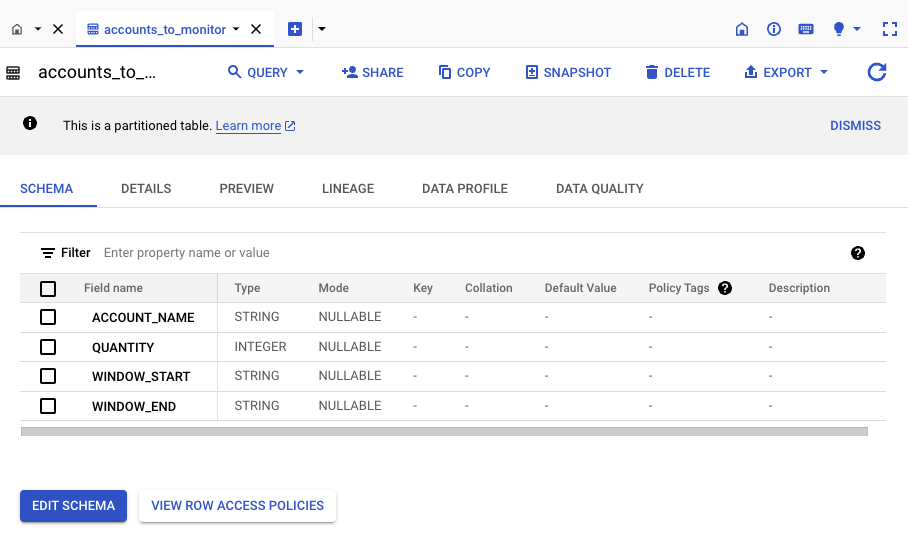 accounts_to_monitor
accounts_to_... QUERY SHARE COPY SNAPSHOT DELETE EXPORT
This is a partitioned table. Learn more DISMISS
SCHEMA DETAILS PREVIEW LINEAGE DATA PROFILE DATA QUALITY
Filter Enter property name or value
Field name Type Mode Key Collation Default Value Policy Tags Description
ACCOUNT_NAME STRING NULLABLE - - - - -
QUANTITY INTEGER NULLABLE - - - - -
WINDOW_START STRING NULLABLE - - - - -
WINDOW_END STRING NULLABLE - - - - -
EDIT SCHEMA VIEW ROW ACCESS POLICIES